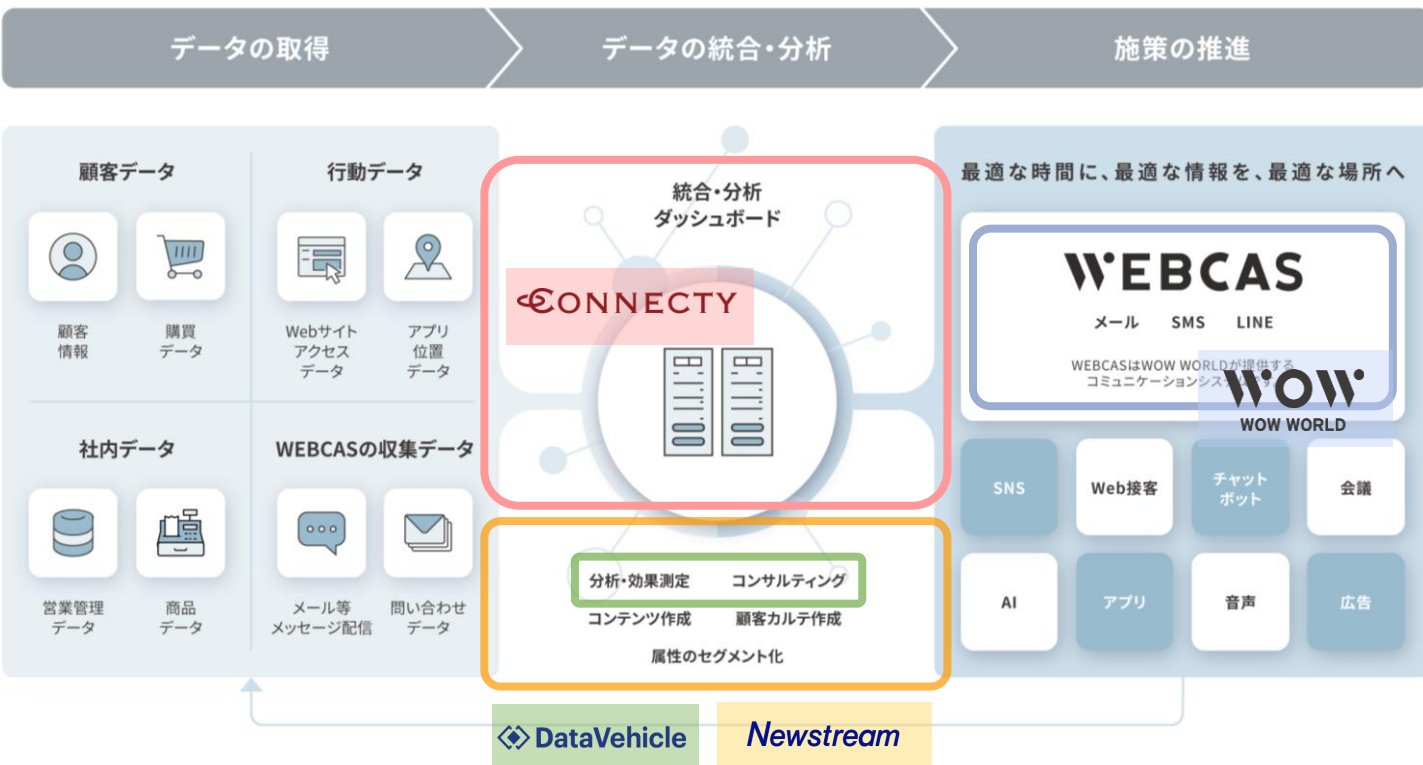 データの取得
データの統合・分析
施策の推進
顧客データ
顧客
情報
購買
データ
行動データ
Webサイト
アクセス
データ
アプリ
位置
データ
社内データ
営業管理
データ
商品
データ
WEBCASの収集データ
メール等
メッセージ配信
問い合わせ
データ
統合・分析
ダッシュボード
CONNECTY
分析・効果測定
コンサルティング
コンテンツ作成
顧客カルテ作成
属性のセグメント化
DataVehicle
Newstream
最適な時間に、最適な情報を、最適な場所へ
WEBCAS
メール SMS LINE
WEBCASはWOW WORLDが提供する
コミュニケーションシステムです。
WOW
WOW WORLD
SNS
Web接客
チャット
ボット
会議
AI
アプリ
音声
広告